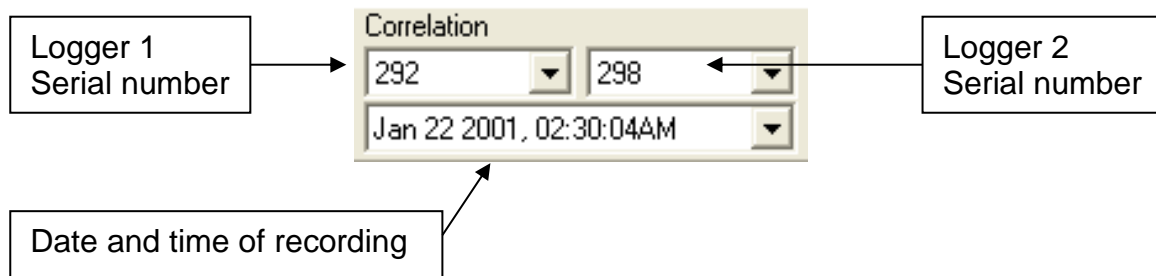 Logger 1
Serial number
Correlation
292
298
Jan 22 2001, 02:30:04AM
Logger 2
Serial number
Date and time of recording